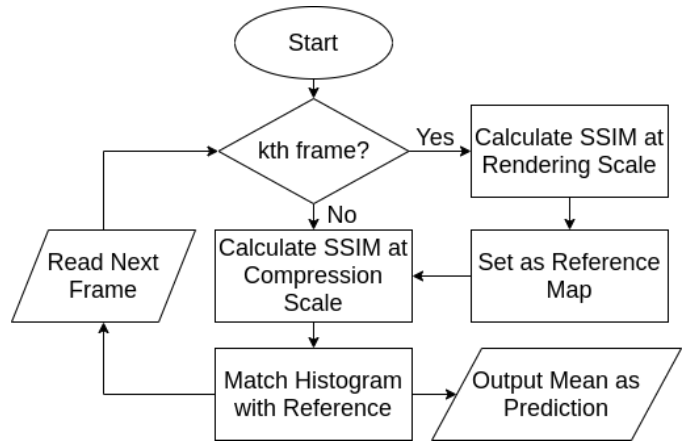 Start
kth frame?
Yes
Calculate SSIM at
Rendering Scale
No
Read Next
Frame
Calculate SSIM at
Compression
Scale
Set as Reference
Map
Match Histogram
with Reference
Output Mean as
Prediction